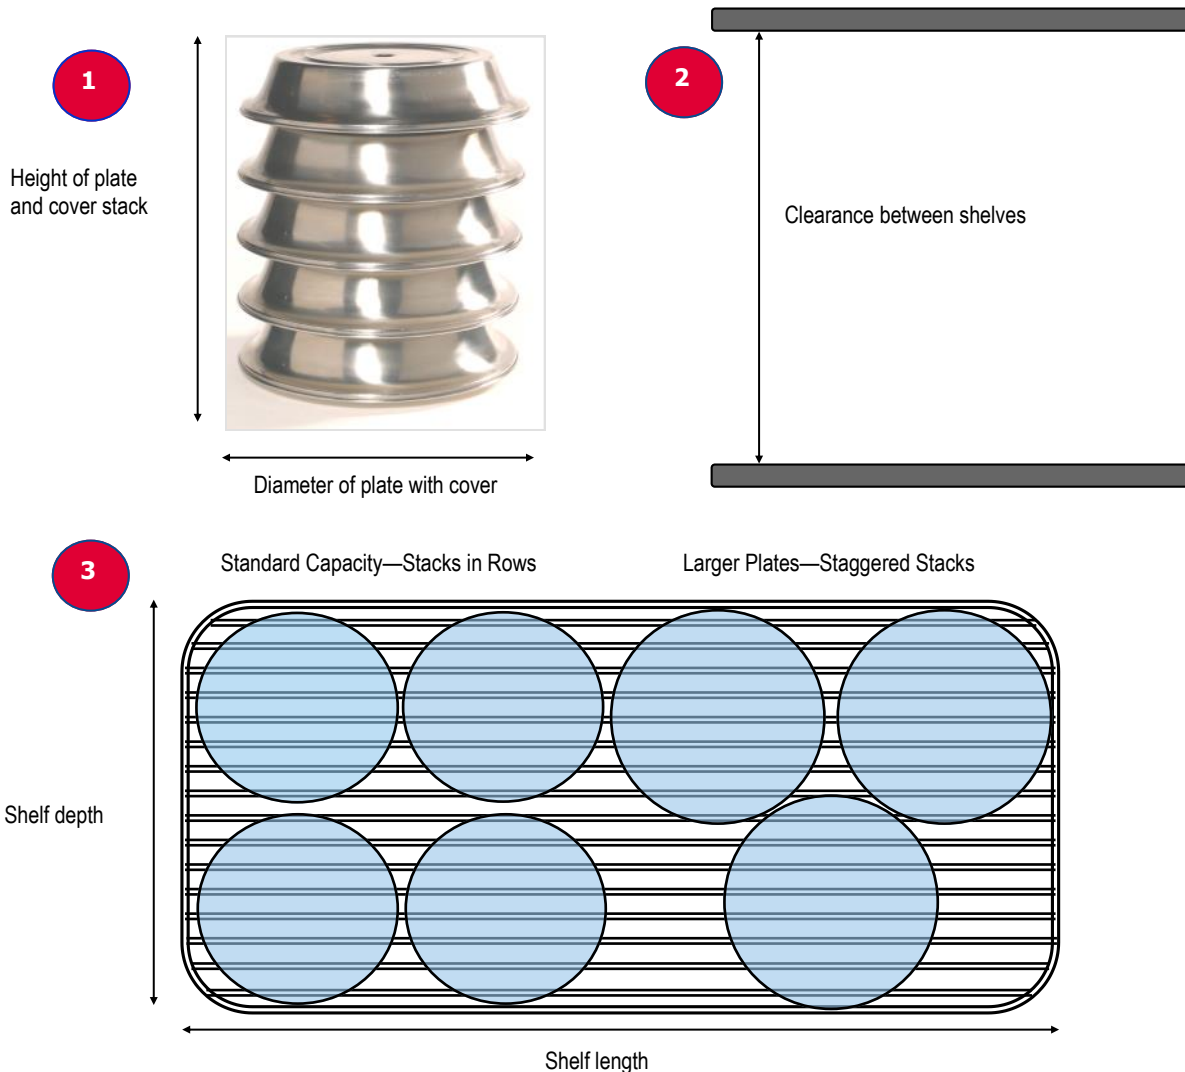 1
Height of plate
and cover stack
Diameter of plate with cover
2
Clearance between shelves
3
Standard Capacity—Stacks in Rows
Larger Plates—Staggered Stacks
Shelf depth
Shelf length